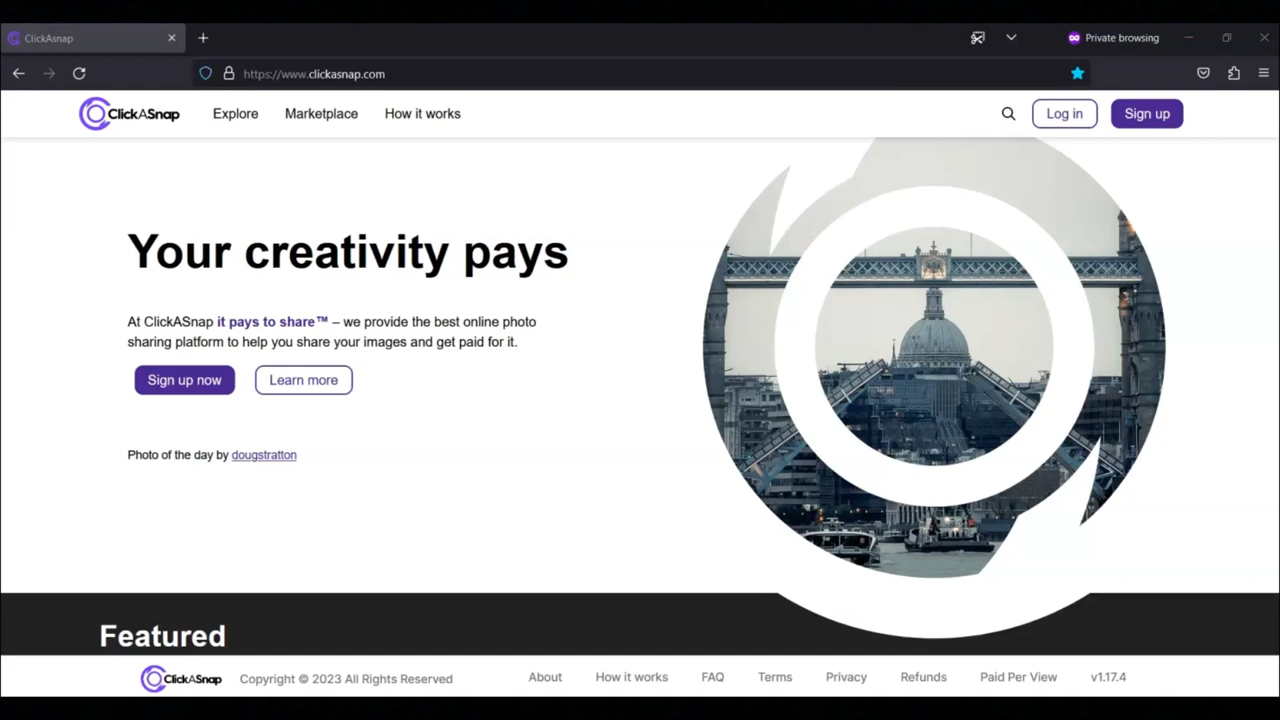 ClickAsnap
Private browsing
https://www.clickasnap.com
ClickASnap
Explore
Marketplace
How it works
Log in
Sign up
Your creativity pays
At ClickASnap it pays to share™ – we provide the best online photo
sharing platform to help you share your images and get paid for it.
Sign up now
Learn more
Photo of the day by dougstratton
Featured
ClickASnap
Copyright © 2023 All Rights Reserved
About
How it works
FAQ
Terms
Privacy
Refunds
Paid Per View
v1.17.4